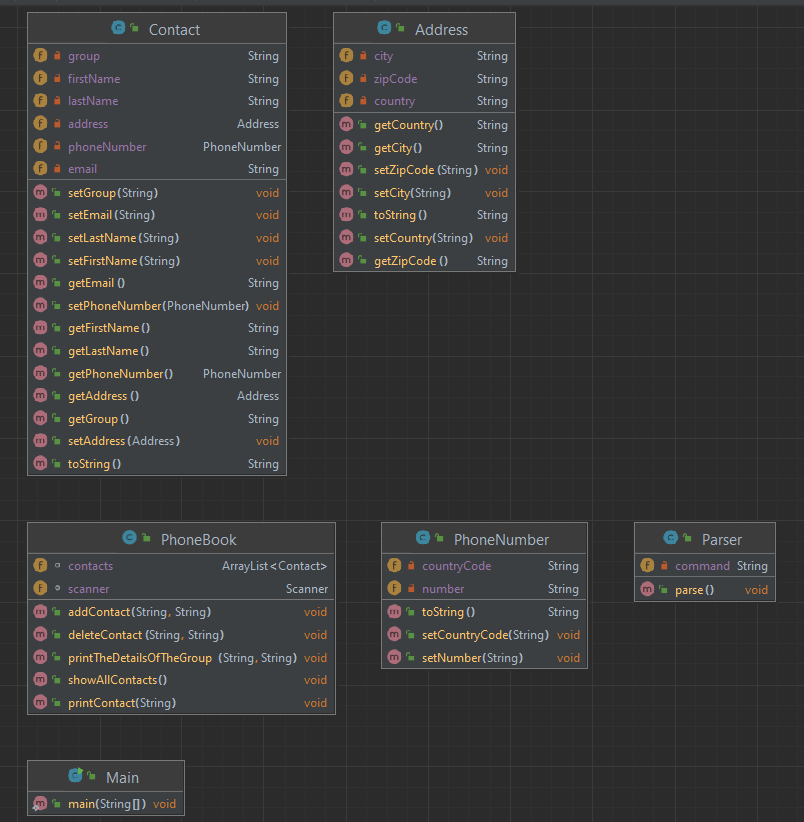 Contact
group String
firstName String
lastName String
address Address
phoneNumber PhoneNumber
email String
setGroup(String) void
setEmail(String) void
setLastName(String) void
setFirstName(String) void
getEmail () String
setPhoneNumber(PhoneNumber) void
getFirstName() String
getLastName() String
getPhoneNumber() PhoneNumber
getAddress () Address
getGroup () String
setAddress(Address) void
toString () String
Address
city String
zipCode String
country String
getCountry() String
getCity() String
setZipCode (String) void
setCity(String) void
toString () String
setCountry(String) void
getZipCode () String
PhoneBook
contacts ArrayList<Contact>
scanner Scanner
addContact(String, String) void
deleteContact (String, String) void
printTheDetailsOfTheGroup (String, String) void
showAllContacts() void
printContact(String) void
PhoneNumber
countryCode String
number String
toString () String
setCountryCode(String) void
setNumber(String) void
Parser
command String
parse() void
Main
main(String[]) void